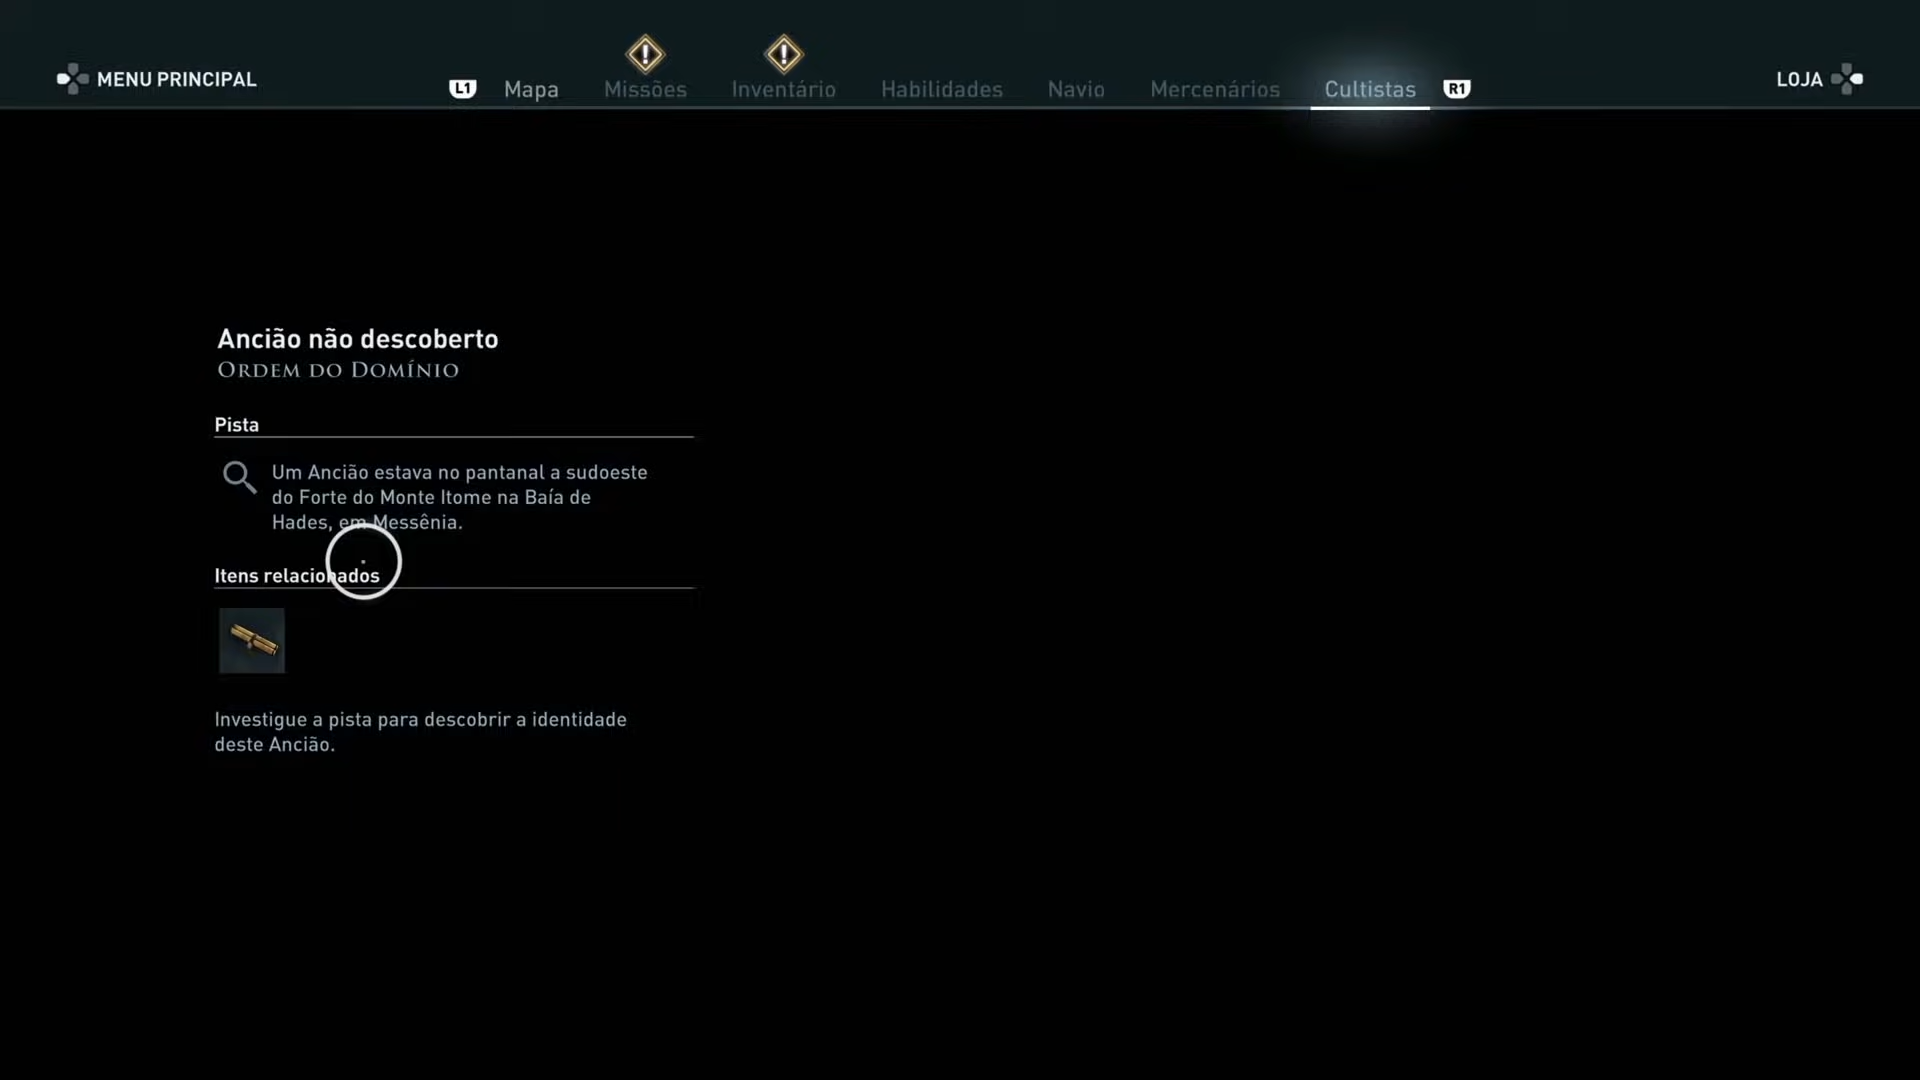 MENU PRINCIPAL
L1
Mapa
Missões
Inventário
Habilidades
Navio
Mercenários
Cultistas
R1
LOJA
Ancião não descoberto
ORDEM DO DOMÍNIO
Pista
Um Ancião estava no pantanal a sudoeste
do Forte do Monte Itome na Baía de
Hades, em Messênia.
Itens relacionados
Investigue a pista para descobrir a identidade
deste Ancião.